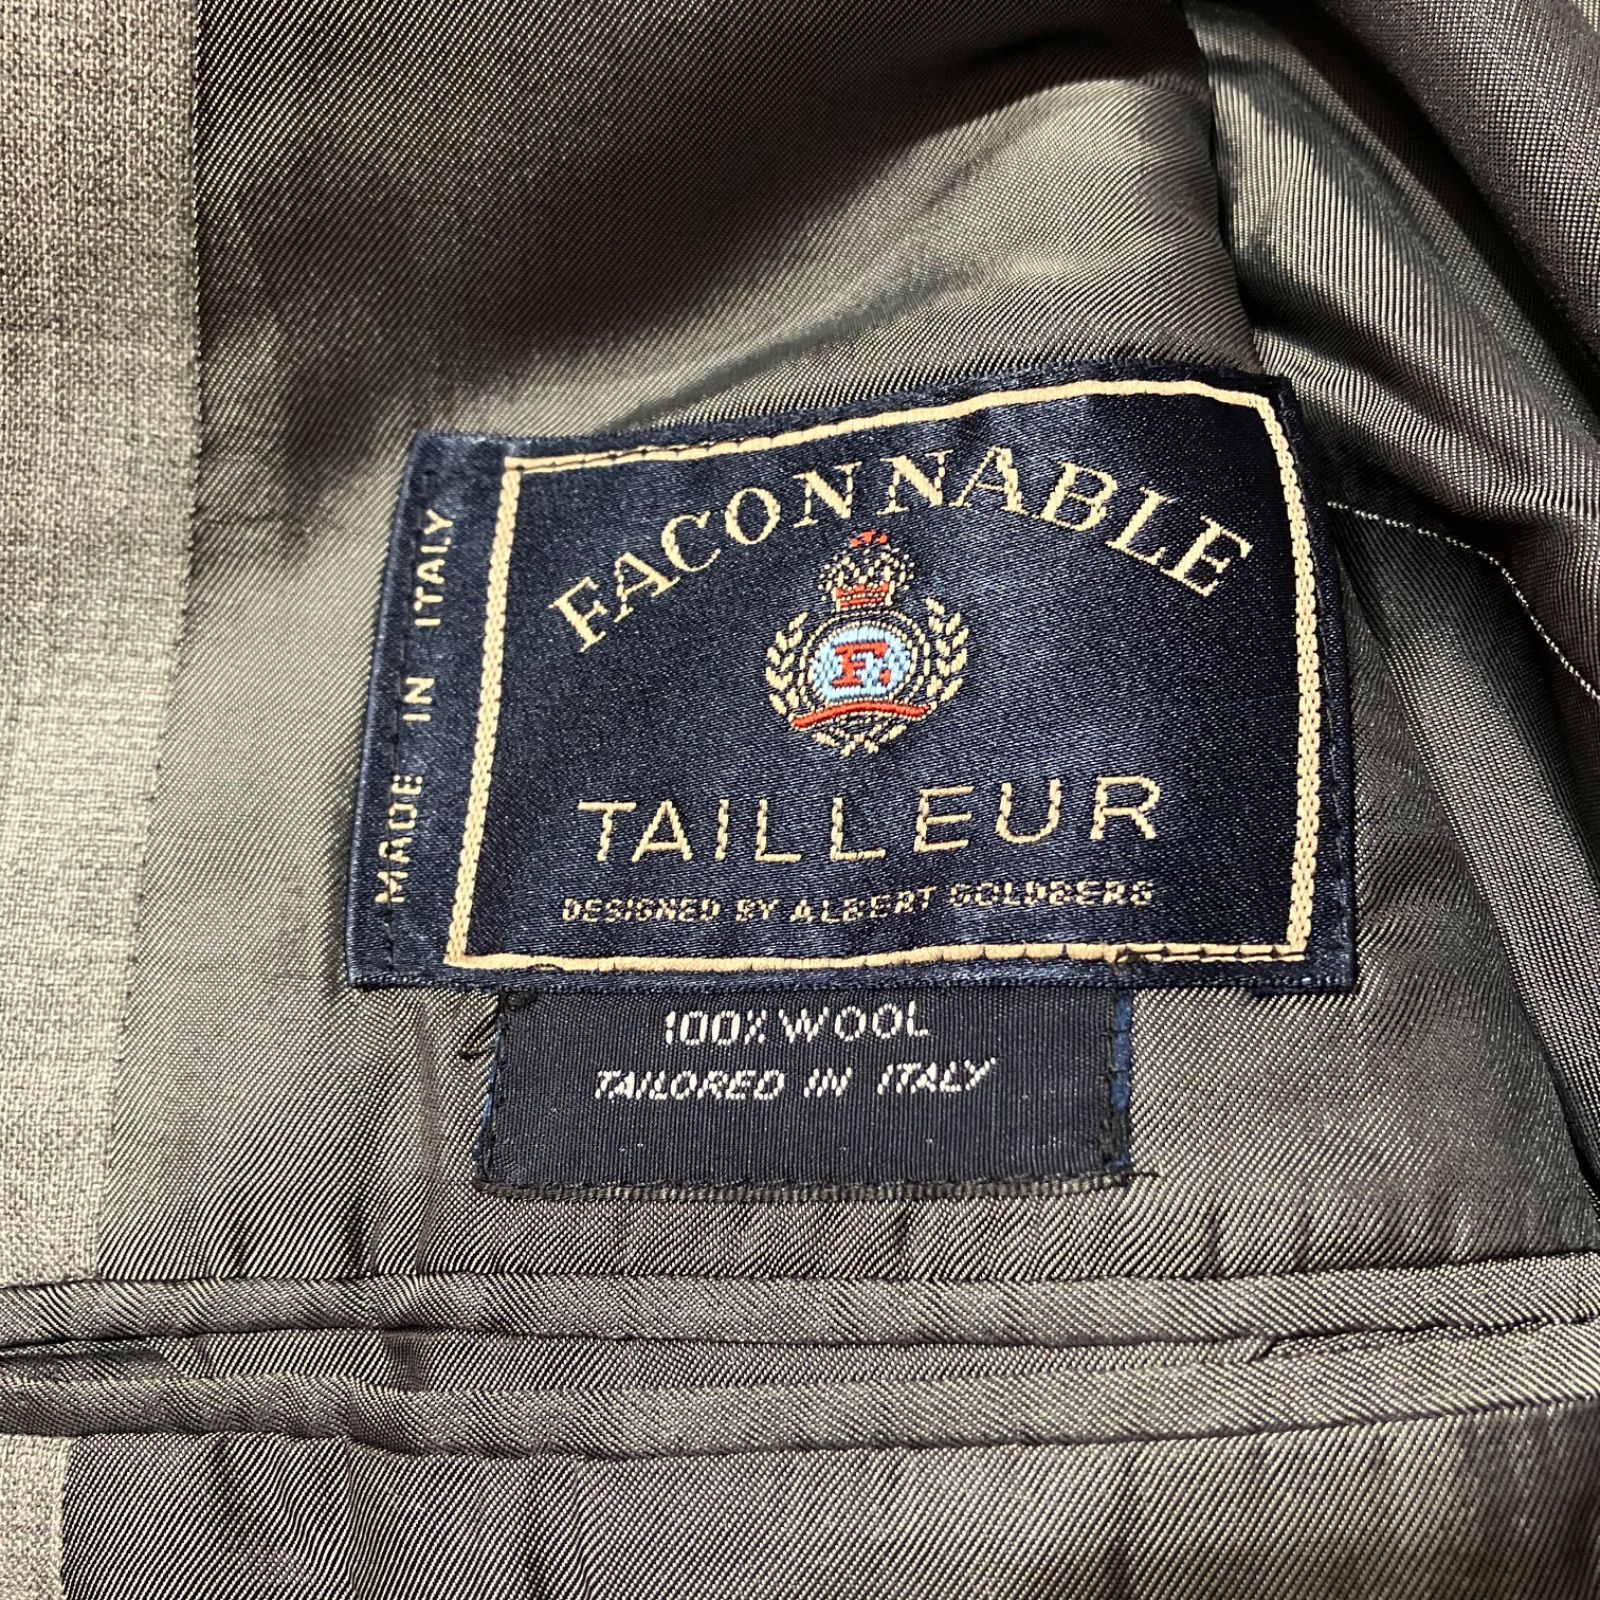 FACONNABLE
F.
TAILLEUR
DESIGNED BY ALBERT GOLDBERG
MADE IN ITALY
100% WOOL
TAILORED IN ITALY